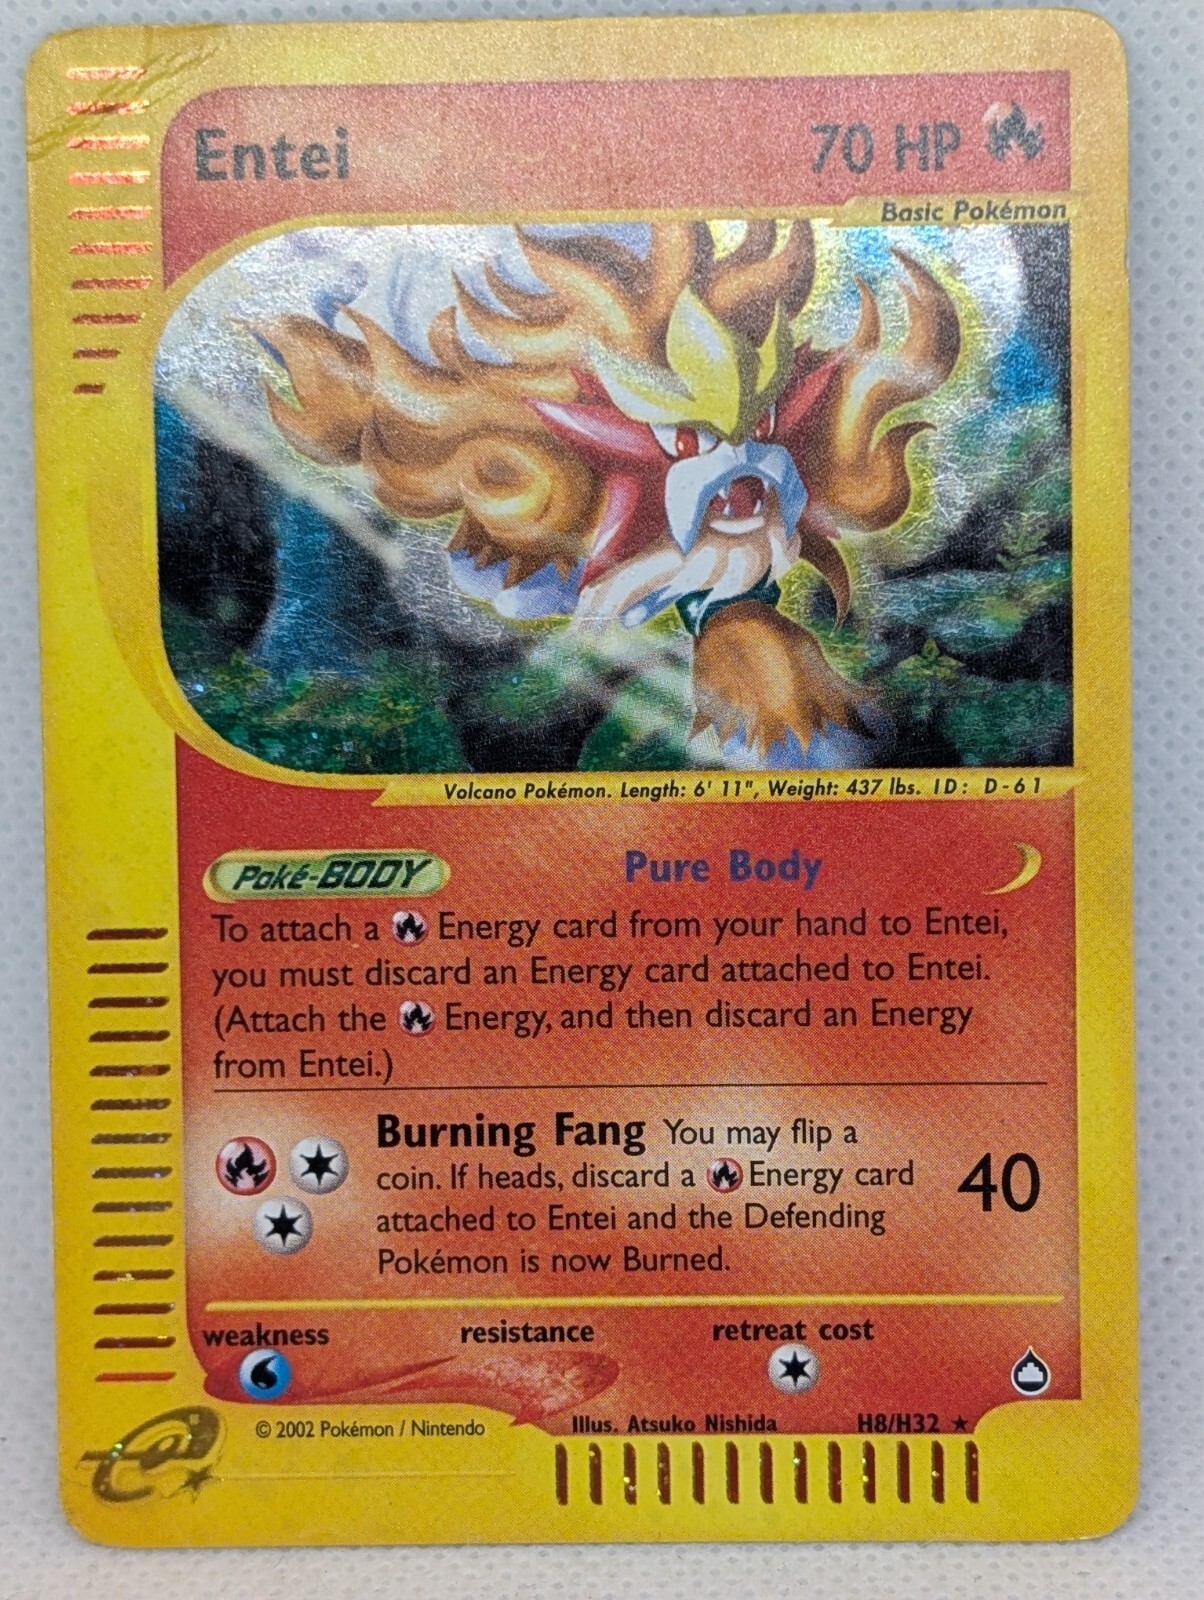 Entei 70 HP
Basic Pokémon
Volcano Pokémon. Length: 6' 11", Weight: 437 lbs. ID: D-61
Poké-BODY Pure Body
To attach a Energy card from your hand to Entei,
you must discard an Energy card attached to Entei.
(Attach the Energy, and then discard an Energy
from Entei.)
Burning Fang You may flip a
coin. If heads, discard a Energy card
attached to Entei and the Defending
Pokémon is now Burned.
40
weakness resistance retreat cost
© 2002 Pokémon / Nintendo Illus. Atsuko Nishida H8/H32 ★
e